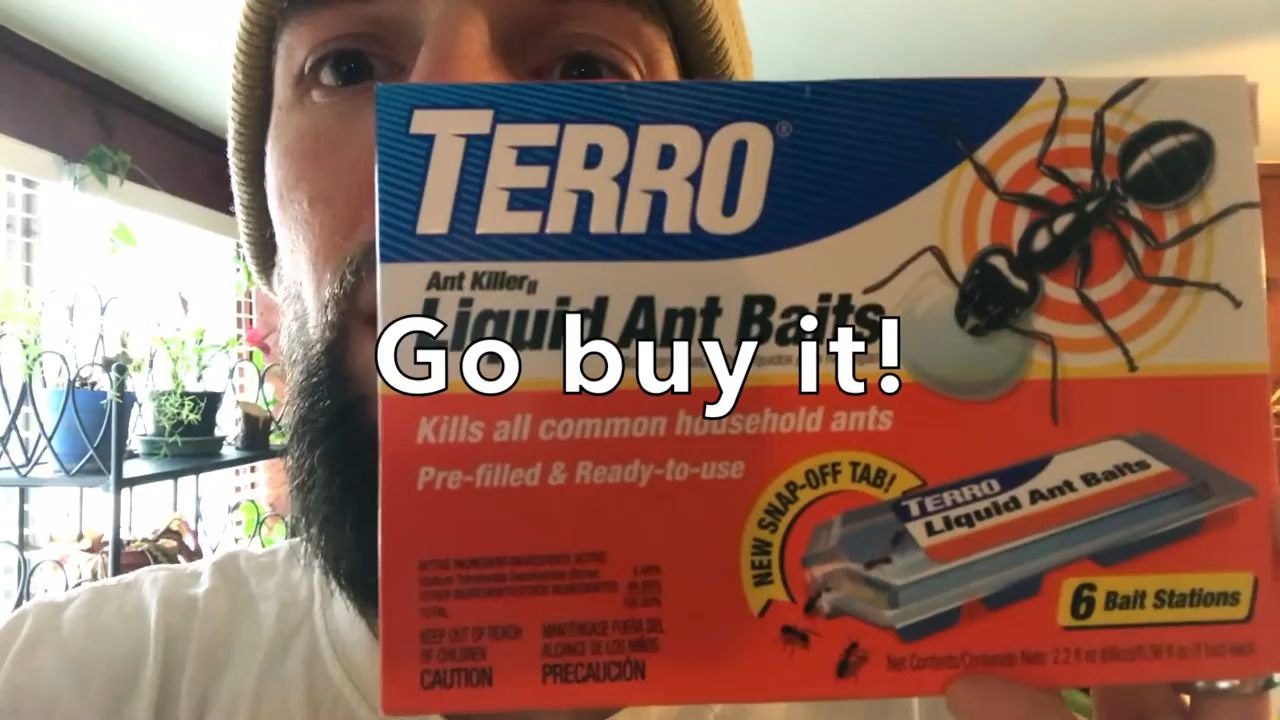 TERRO®
Ant Killer II
Liquid Ant Baits
Go buy it!
Kills all common household ants
Pre-filled & Ready-to-use
NEW SNAP-OFF TAB!
TERRO
Liquid Ant Baits
6 Bait Stations
KEEP OUT OF REACH
OF CHILDREN
CAUTION
MANTÉNGASE FUERA DEL
ALCANCE DE LOS NIÑOS
PRECAUCIÓN